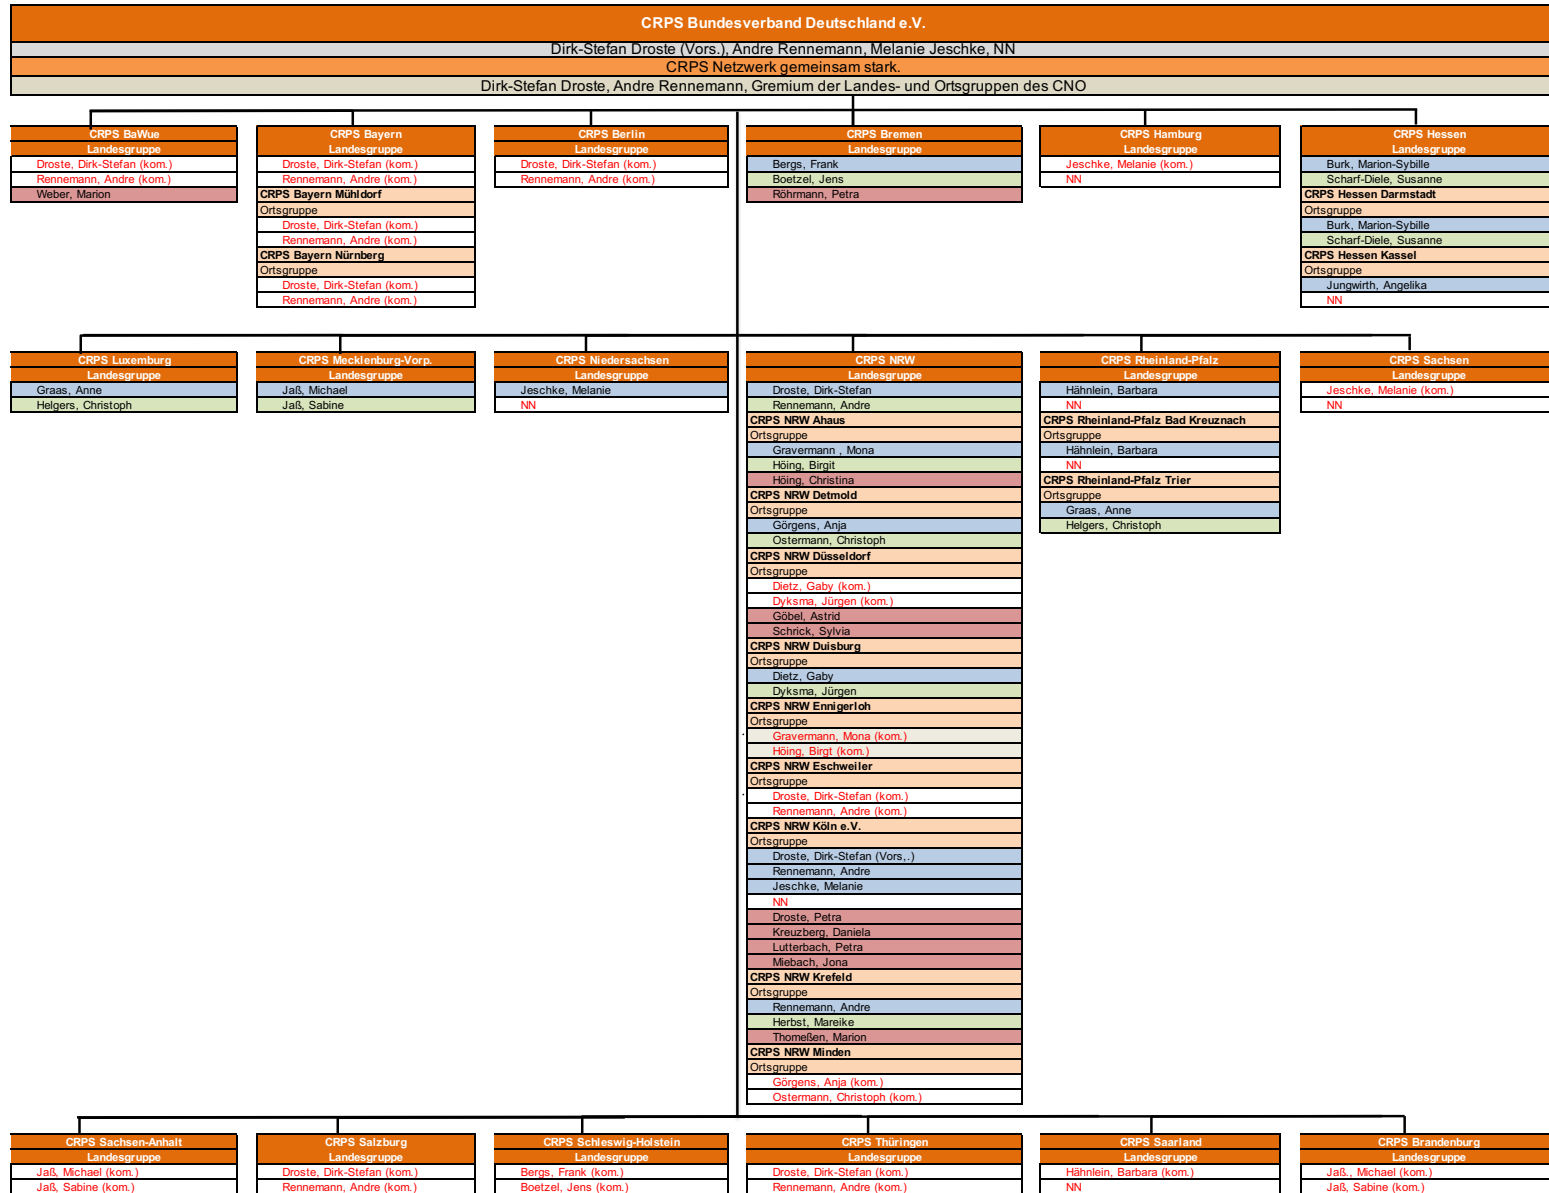 CRPS Bundesverband Deutschland e.V.
Dirk-Stefan Droste (Vors.), Andre Rennemann, Melanie Jeschke, NN
CRPS Netzwerk gemeinsam stark.
Dirk-Stefan Droste, Andre Rennemann, Gremium der Landes- und Ortsgruppen des CNO
CRPS BaWue
Landesgruppe
Droste, Dirk-Stefan (kom.)
Rennemann, Andre (kom.)
Weber, Marion
CRPS Bayern
Landesgruppe
Droste, Dirk-Stefan (kom.)
Rennemann, Andre (kom.)
CRPS Bayern Mühldorf
Ortsgruppe
Droste, Dirk-Stefan (kom.)
Rennemann, Andre (kom.)
CRPS Bayern Nürnberg
Ortsgruppe
Droste, Dirk-Stefan (kom.)
Rennemann, Andre (kom.)
CRPS Berlin
Landesgruppe
Droste, Dirk-Stefan (kom.)
Rennemann, Andre (kom.)
CRPS Bremen
Landesgruppe
Bergs, Frank
Boetzel, Jens
Röhrmann, Petra
CRPS Hamburg
Landesgruppe
Jeschke, Melanie (kom.)
NN
CRPS Hessen
Landesgruppe
Burk, Marion-Sybille
Scharf-Diele, Susanne
CRPS Hessen Darmstadt
Ortsgruppe
Burk, Marion-Sybille
Scharf-Diele, Susanne
CRPS Hessen Kassel
Ortsgruppe
Jungwirth, Angelika
NN
CRPS Luxemburg
Landesgruppe
Graas, Anne
Helgers, Christoph
CRPS Mecklenburg-Vorp.
Landesgruppe
Jaß, Michael
Jaß, Sabine
CRPS Niedersachsen
Landesgruppe
Jeschke, Melanie
NN
CRPS NRW
Landesgruppe
Droste, Dirk-Stefan
Rennemann, Andre
CRPS NRW Ahaus
Ortsgruppe
Gravermann , Mona
Höing, Birgit
Höing, Christina
CRPS NRW Detmold
Ortsgruppe
Görgens, Anja
Ostermann, Christoph
CRPS NRW Düsseldorf
Ortsgruppe
Dietz, Gaby (kom.)
Dyksma, Jürgen (kom.)
Göbel, Astrid
Schrick, Sylvia
CRPS NRW Duisburg
Ortsgruppe
Dietz, Gaby
Dyksma, Jürgen
CRPS NRW Ennigerloh
Ortsgruppe
Gravermann, Mona (kom.)
Höing, Birgt (kom.)
CRPS NRW Eschweiler
Ortsgruppe
Droste, Dirk-Stefan (kom.)
Rennemann, Andre (kom.)
CRPS NRW Köln e.V.
Ortsgruppe
Droste, Dirk-Stefan (Vors,.)
Rennemann, Andre
Jeschke, Melanie
NN
Droste, Petra
Kreuzberg, Daniela
Lutterbach, Petra
Miebach, Jona
CRPS NRW Krefeld
Ortsgruppe
Rennemann, Andre
Herbst, Mareike
Thomeßen, Marion
CRPS NRW Minden
Ortsgruppe
Görgens, Anja (kom.)
Ostermann, Christoph (kom.)
CRPS Rheinland-Pfalz
Landesgruppe
Hähnlein, Barbara
NN
CRPS Rheinland-Pfalz Bad Kreuznach
Ortsgruppe
Hähnlein, Barbara
NN
CRPS Rheinland-Pfalz Trier
Ortsgruppe
Graas, Anne
Helgers, Christoph
CRPS Sachsen
Landesgruppe
Jeschke, Melanie (kom.)
NN
CRPS Sachsen-Anhalt
Landesgruppe
Jaß, Michael (kom.)
Jaß, Sabine (kom.)
CRPS Salzburg
Landesgruppe
Droste, Dirk-Stefan (kom.)
Rennemann, Andre (kom.)
CRPS Schleswig-Holstein
Landesgruppe
Bergs, Frank (kom.)
Boetzel, Jens (kom.)
CRPS Thüringen
Landesgruppe
Droste, Dirk-Stefan (kom.)
Rennemann, Andre (kom.)
CRPS Saarland
Landesgruppe
Hähnlein, Barbara (kom.)
NN
CRPS Brandenburg
Landesgruppe
Jaß., Michael (kom.)
Jaß, Sabine (kom.)